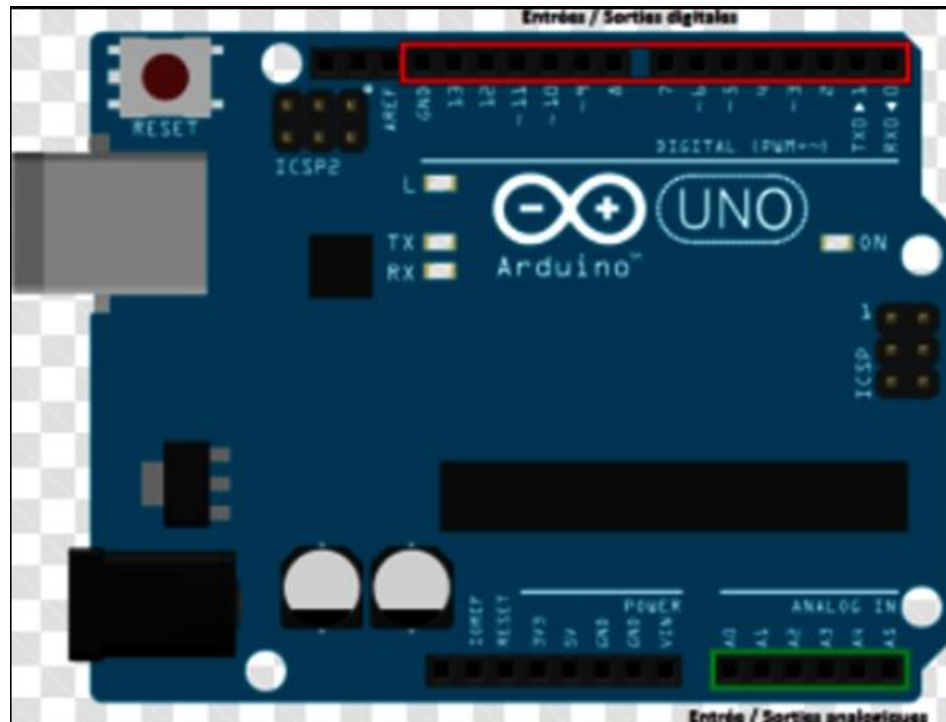 Entrées / Sorties digitales
RESET
ICSP2
AREF
GND
13
12
~11
~10
~9
8
7
~6
~5
4
~3
2
TXD ▶ 1
RXD ◀ 0
DIGITAL (PWM=~)
L
TX
RX
UNO
Arduino™
ON
1
ICSP
POWER
ANALOG IN
IOREF
RESET
3V3
5V
GND
GND
VIN
A0
A1
A2
A3
A4
A5
Entrée / Sorties analogiques